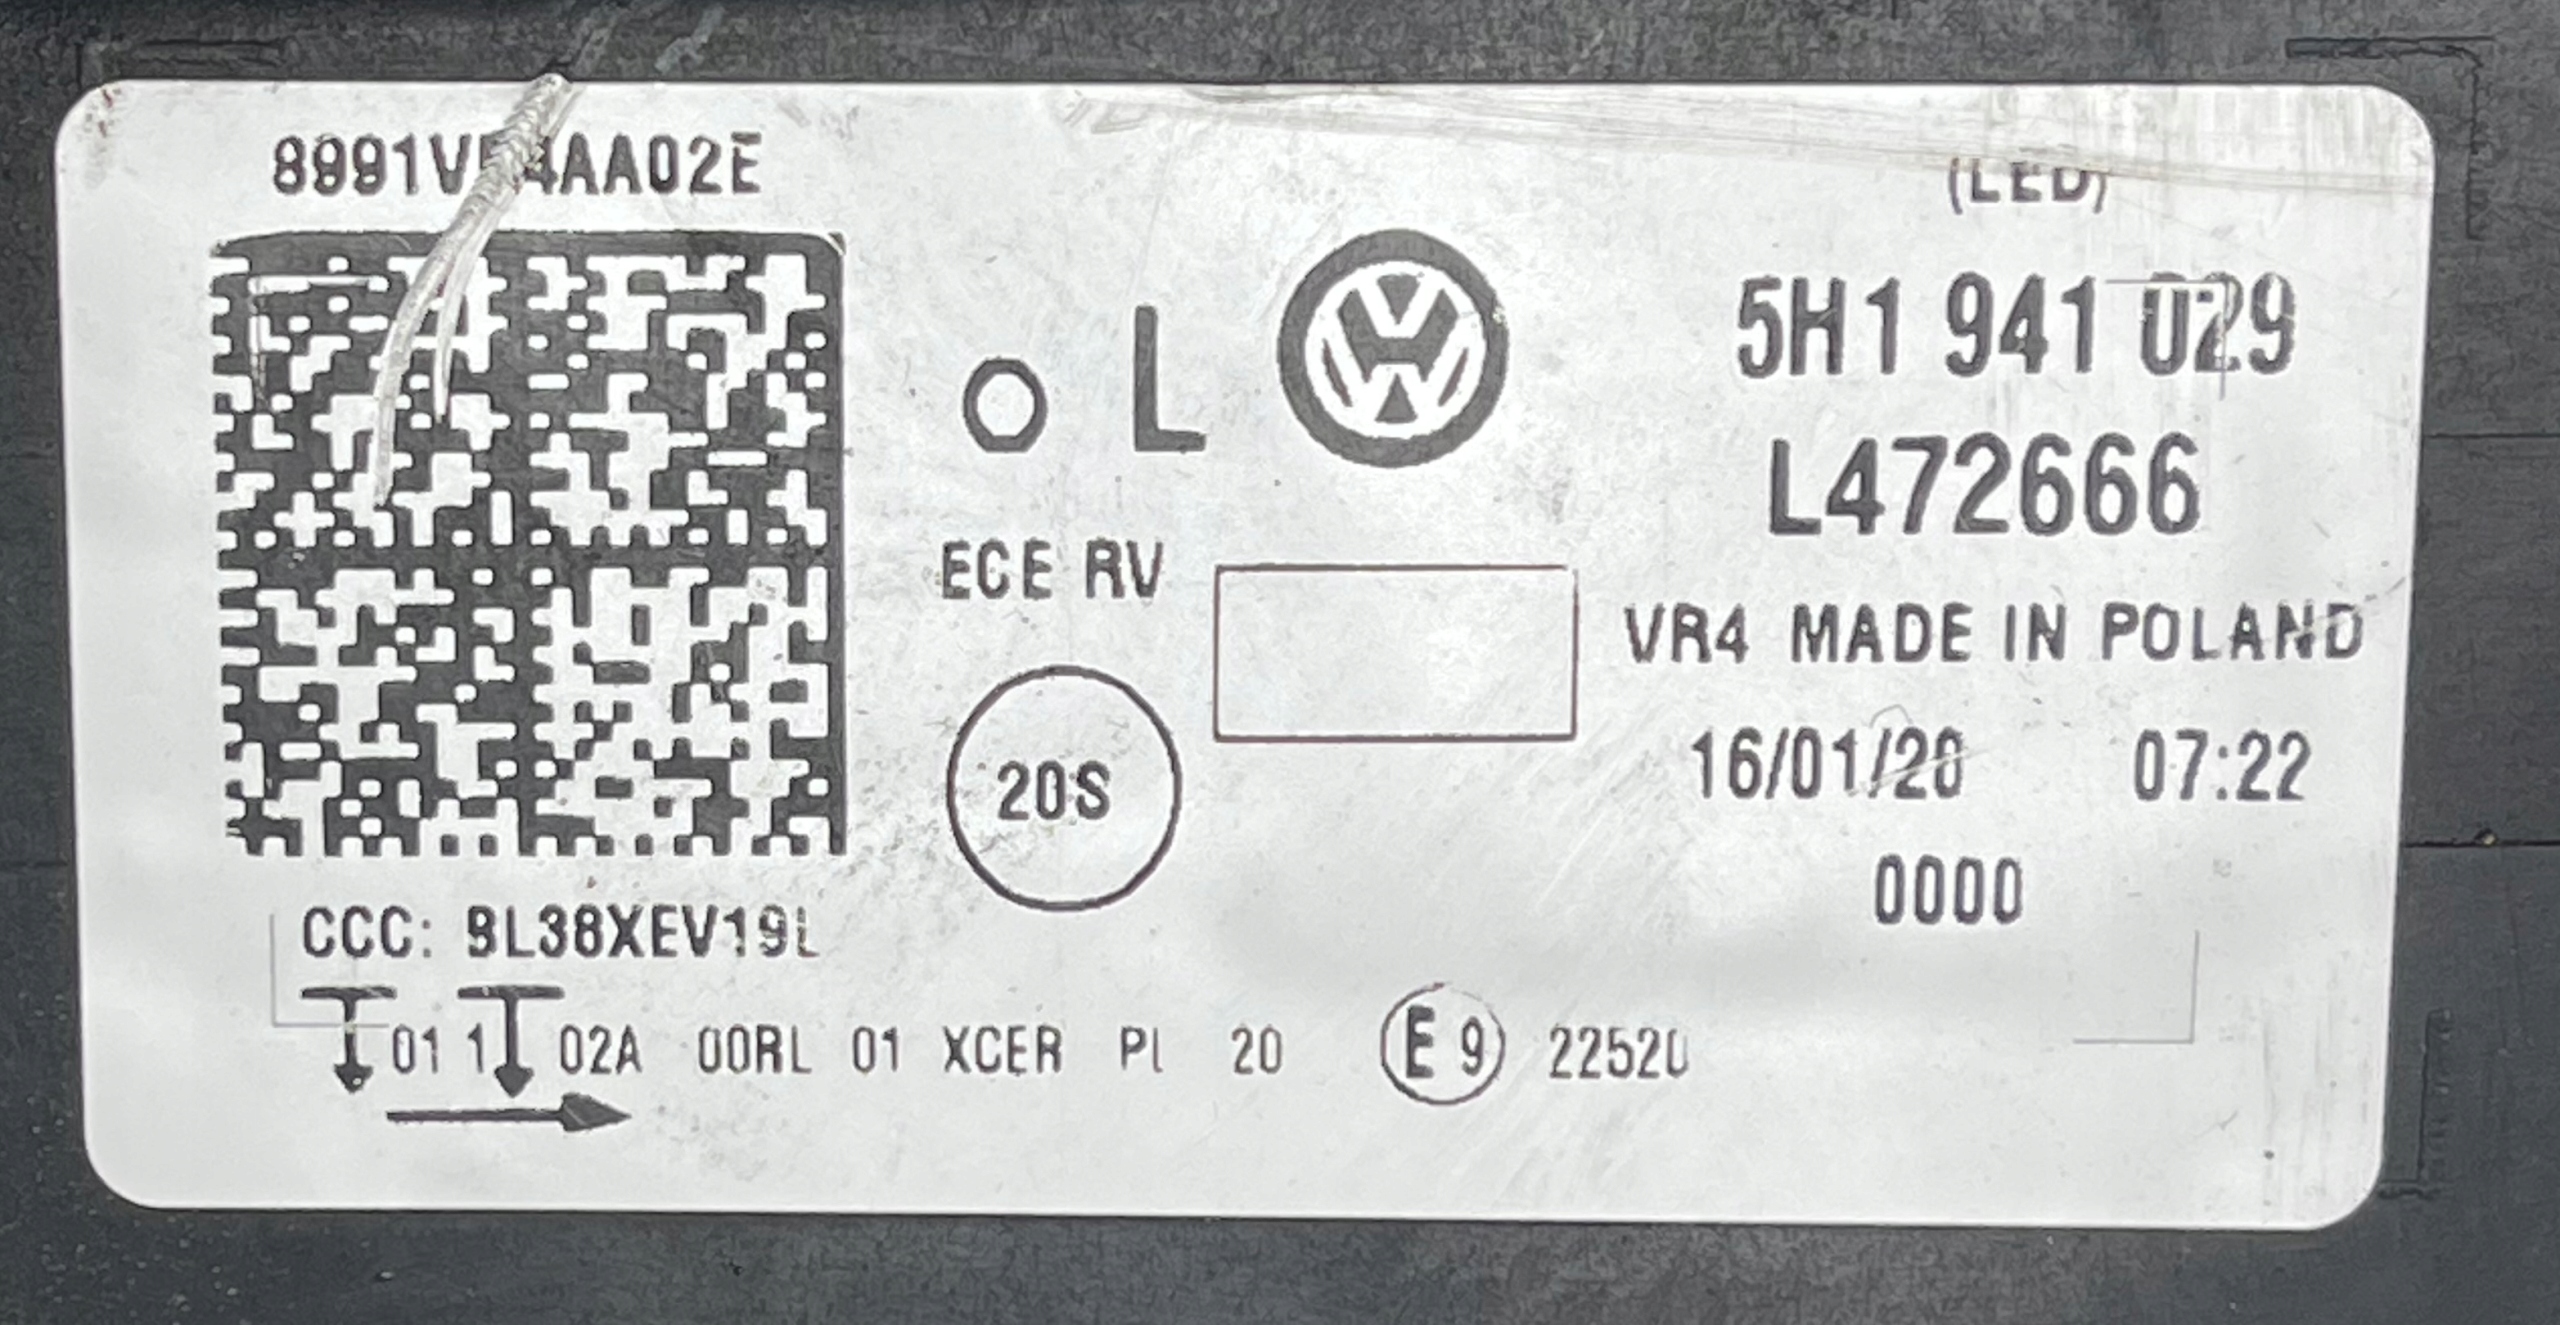 (LED)
o L
5H1 941 029
L472666
ECE RV
VR4 MADE IN POLAND
20S
16/01/20 07:22
0000
CCC: 9L38XEV19L
01 1 02A 00RL 01 XCER PL 20 E 9 22520